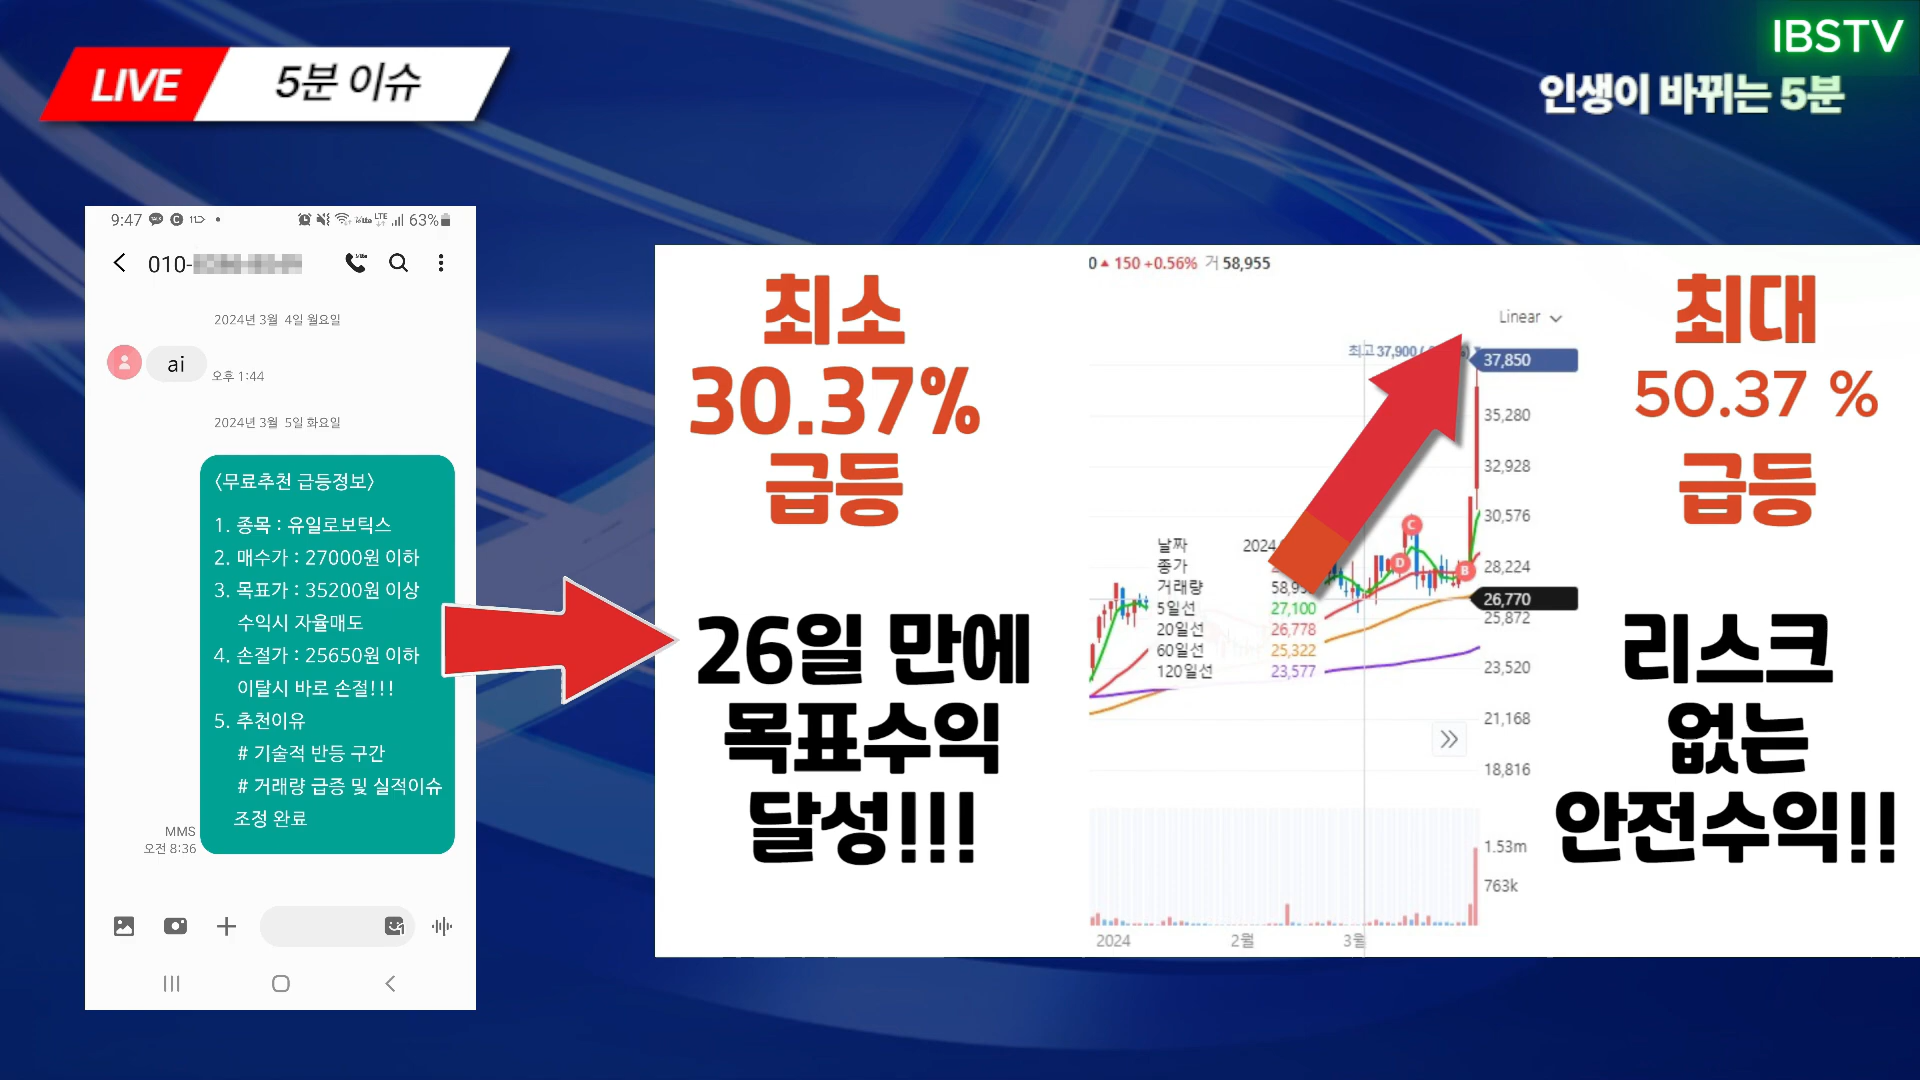 IBSTV
LIVE
5분 이슈
인생이 바뀌는 5분
9:47
LTE
63%
010-
2024년 3월 4일 월요일
ai
오후 1:44
2024년 3월 5일 화요일
<무료추천 급등정보>
1. 종목 : 유일로보틱스
2. 매수가 : 27000원 이하
3. 목표가 : 35200원 이상
수익시 자율매도
4. 손절가 : 25650원 이하
이탈시 바로 손절!!!
5. 추천이유
# 기술적 반등 구간
# 거래량 급증 및 실적이슈
조정 완료
MMS
오전 8:36
최소
30.37%
급등
26일 만에
목표수익
달성!!!
0 ▲ 150 +0.56% 거 58,955
Linear
최고 37,900
37,850
35,280
32,928
30,576
28,224
26,770
25,872
23,520
21,168
18,816
1.53m
763k
C
D
B
날짜 2024
종가
거래량 58,95
5일선 27,100
20일선 26,778
60일선 25,322
120일선 23,577
2024
2월
3월
최대
50.37 %
급등
리스크
없는
안전수익!!